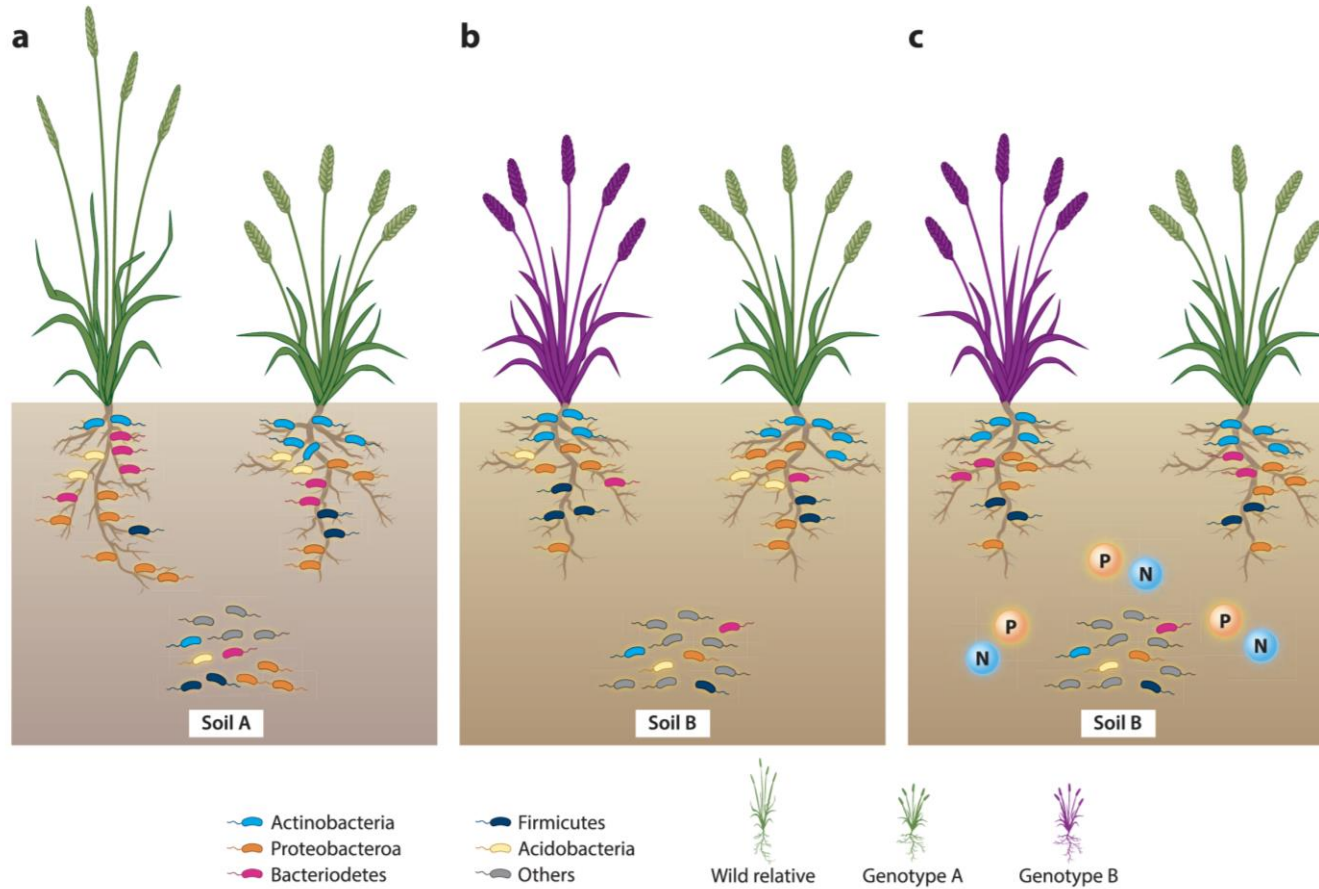 a
b
c
P
N
P
N
P
N
Soil A
Soil B
Soil B
Actinobacteria
Proteobacteroa
Bacteriodetes
Firmicutes
Acidobacteria
Others
Wild relative
Genotype A
Genotype B